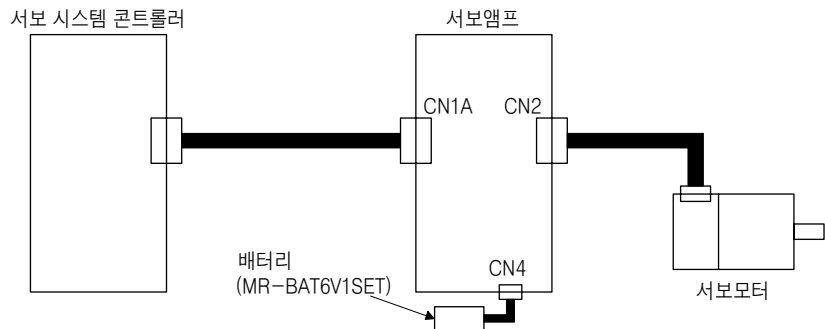 서보 시스템 콘트롤러
서보앰프
CN1A
CN2
배터리
(MR-BAT6V1SET)
CN4
서보모터